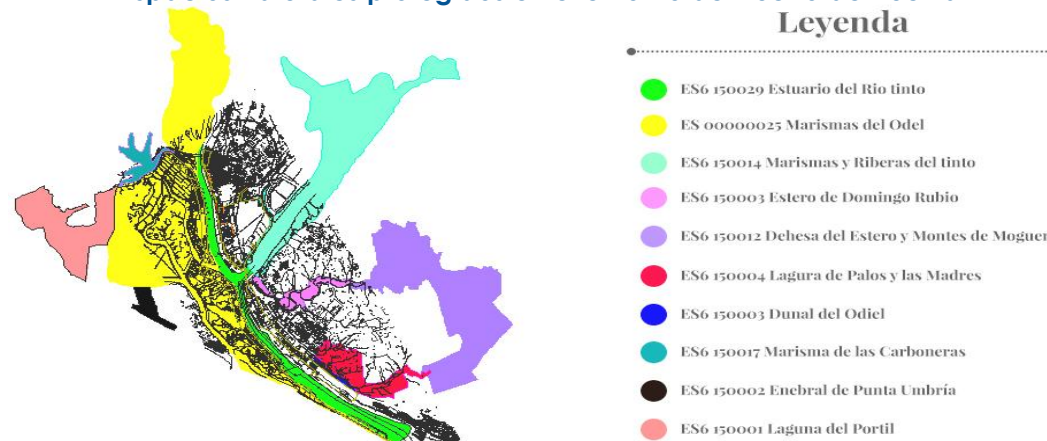 Leyenda
ES6 150029 Estuario del Rio tinto
ES 00000025 Marismas del Odel
ES6 150014 Marismas y Riberas del tinto
ES6 150003 Estero de Domingo Rubio
ES6 150012 Dehesa del Estero y Montes de Moguer
ES6 150004 Lagura de Palos y las Madres
ES6 150003 Dunal del Odiel
ES6 150017 Marisma de las Carboneras
ES6 150002 Enebral de Punta Umbría
ES6 150001 Laguna del Portil